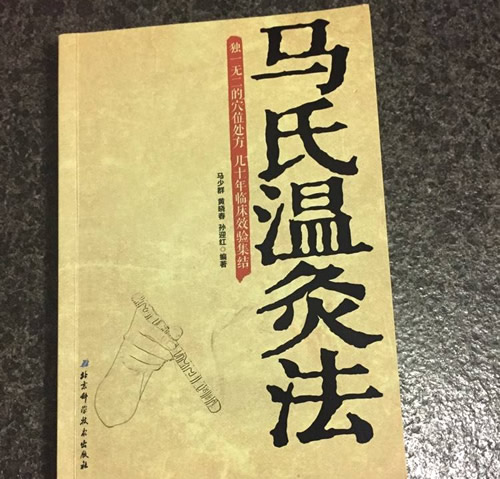 马氏温灸法
独一无二的穴位处方 几十年临床效验集结
马少群 黄晓春 孙迎红◎编著
北京科学技术出版社